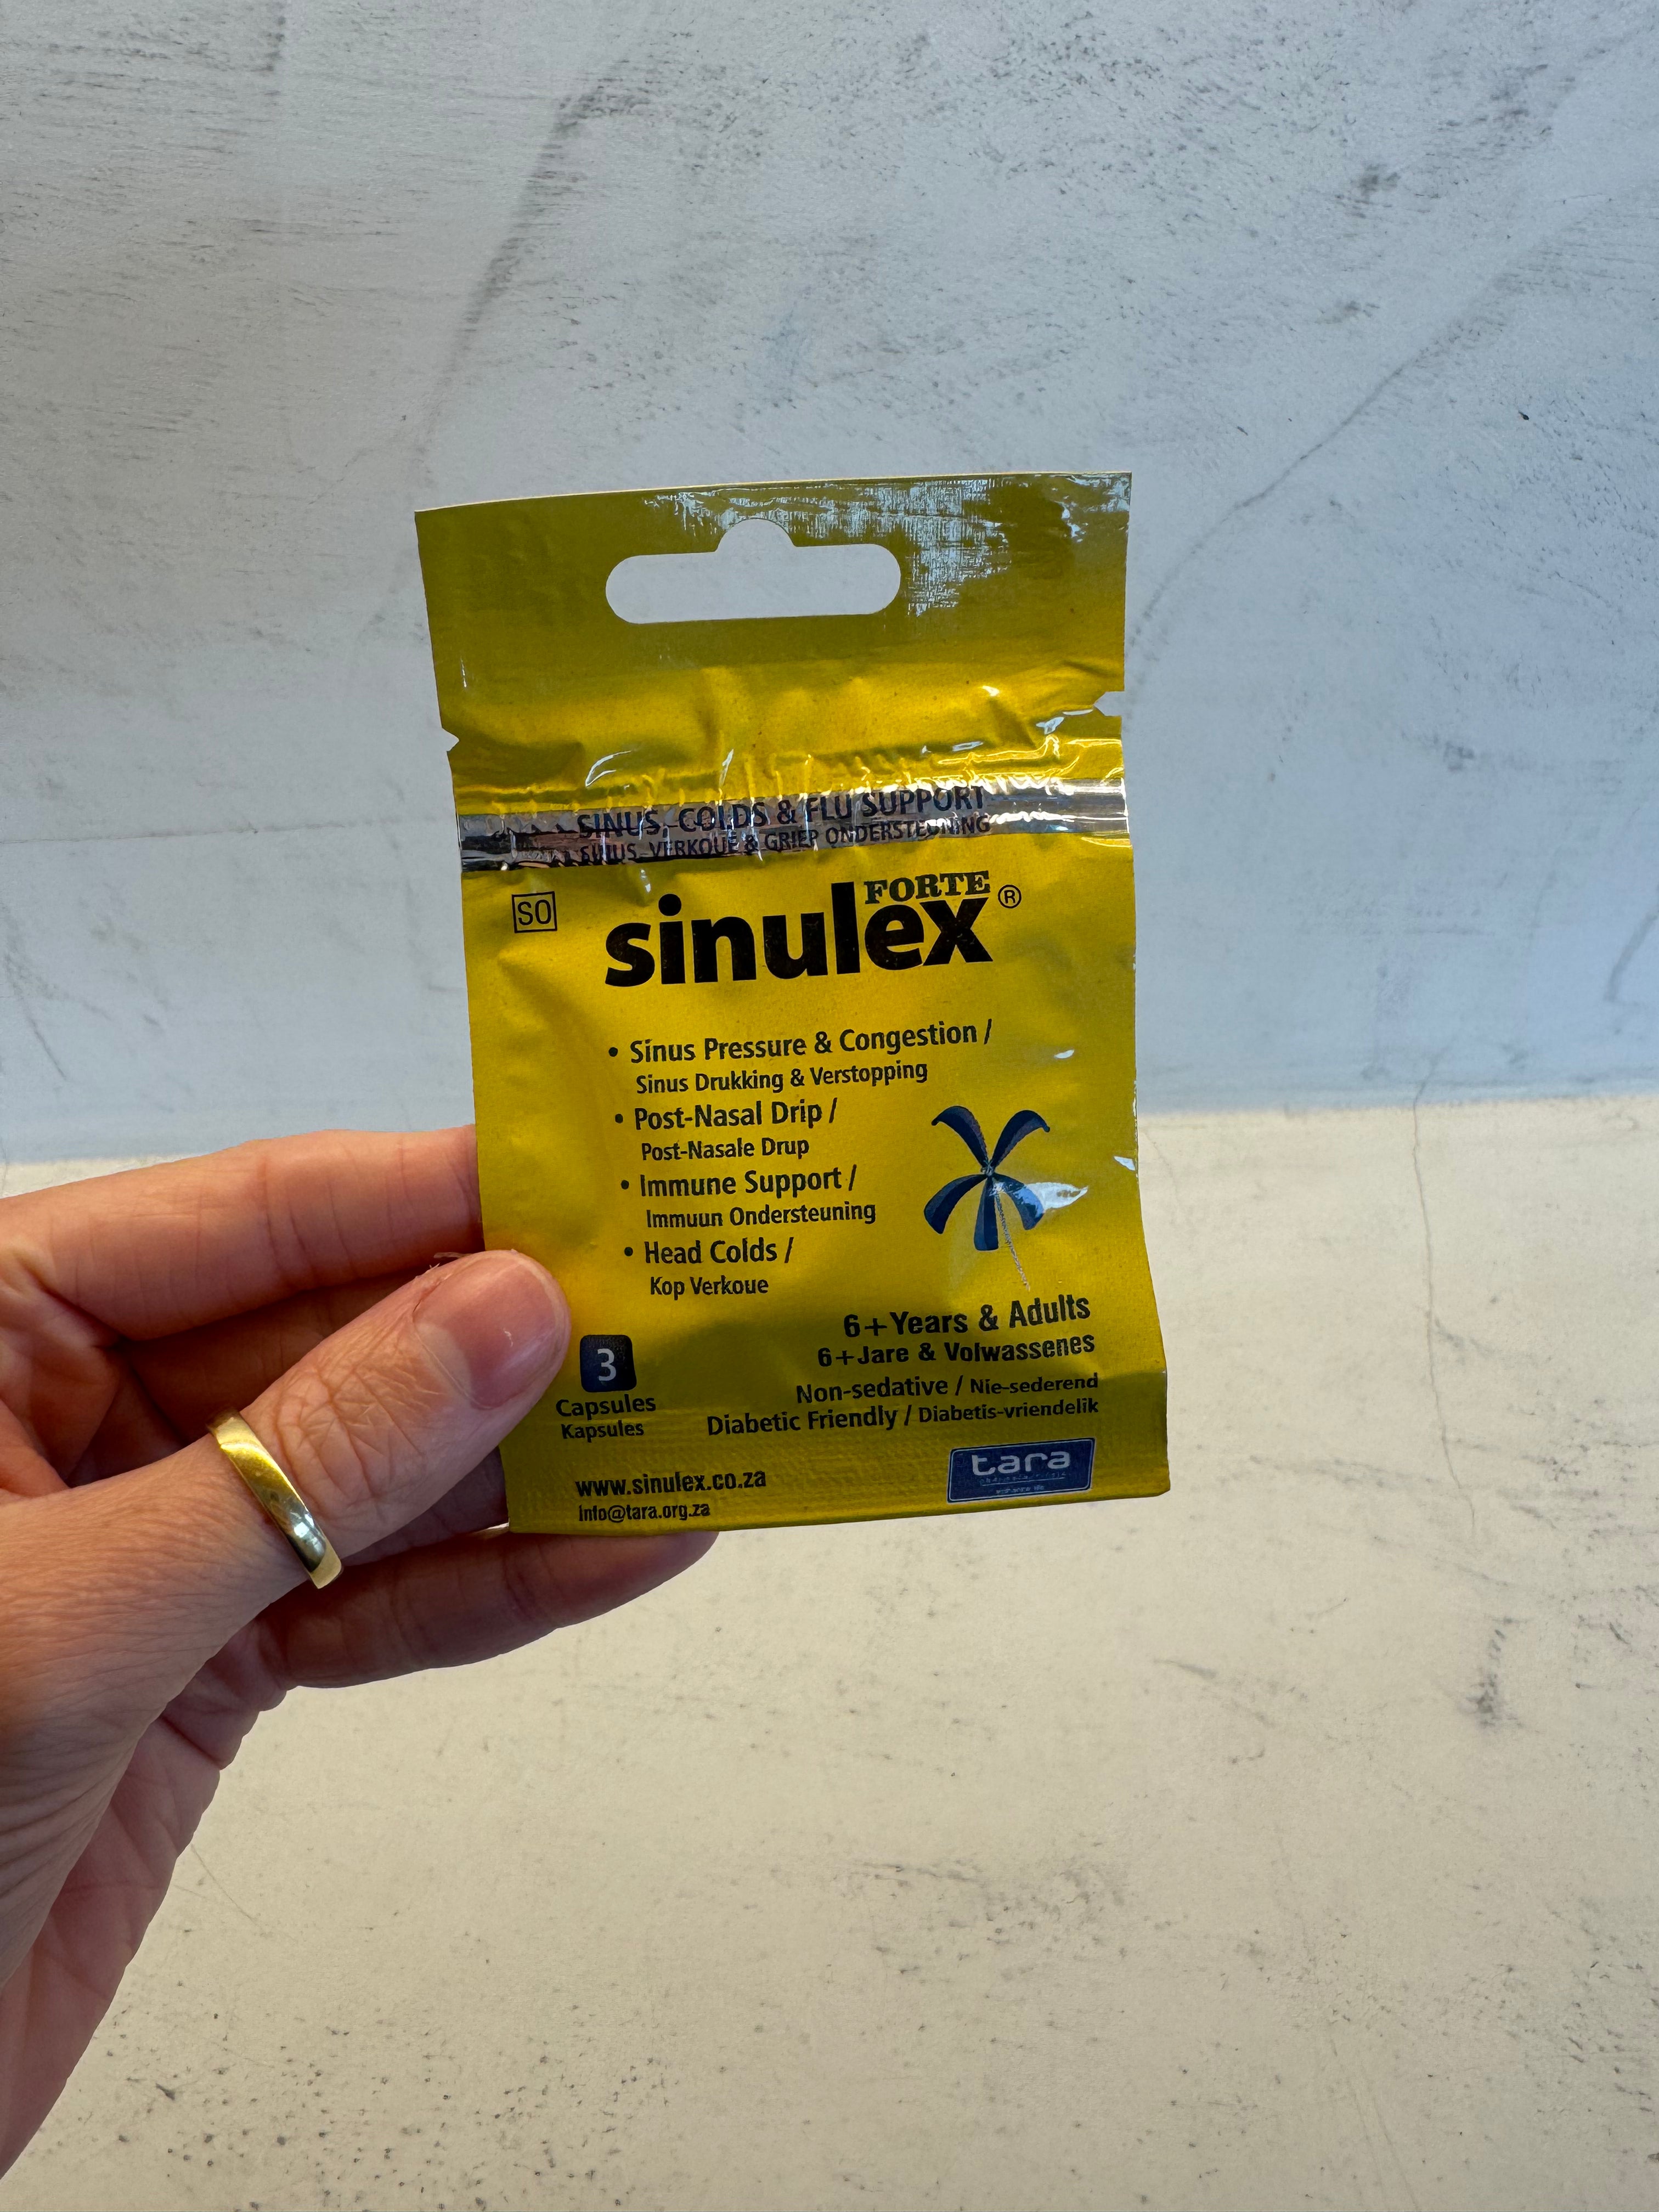 SINUS, COLDS & FLU SUPPORT
SINUS, VERKOUE & GRIEP ONDERSTEUNING
S0
FORTE
sinulex®
• Sinus Pressure & Congestion /
Sinus Drukking & Verstopping
• Post-Nasal Drip /
Post-Nasale Drup
• Immune Support /
Immuun Ondersteuning
• Head Colds /
Kop Verkoue
6+Years & Adults
6+Jare & Volwassenes
3
Capsules
Kapsules
Non-sedative / Nie-sederend
Diabetic Friendly / Diabetis-vriendelik
www.sinulex.co.za
info@tara.org.za
tara